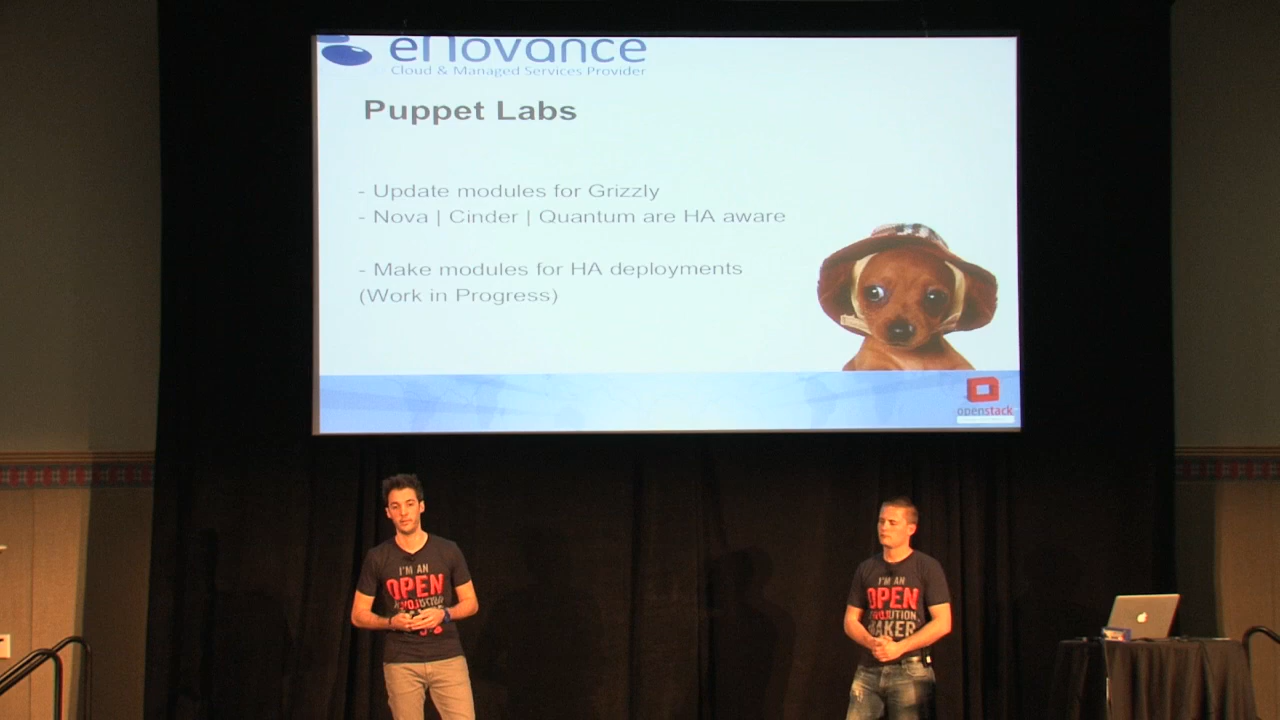 eNovance
Cloud & Managed Services Provider
Puppet Labs
- Update modules for Grizzly
- Nova | Cinder | Quantum are HA aware
- Make modules for HA deployments
(Work in Progress)
openstack
I'M AN
OPEN
I'M AN
OPEN
MAKER